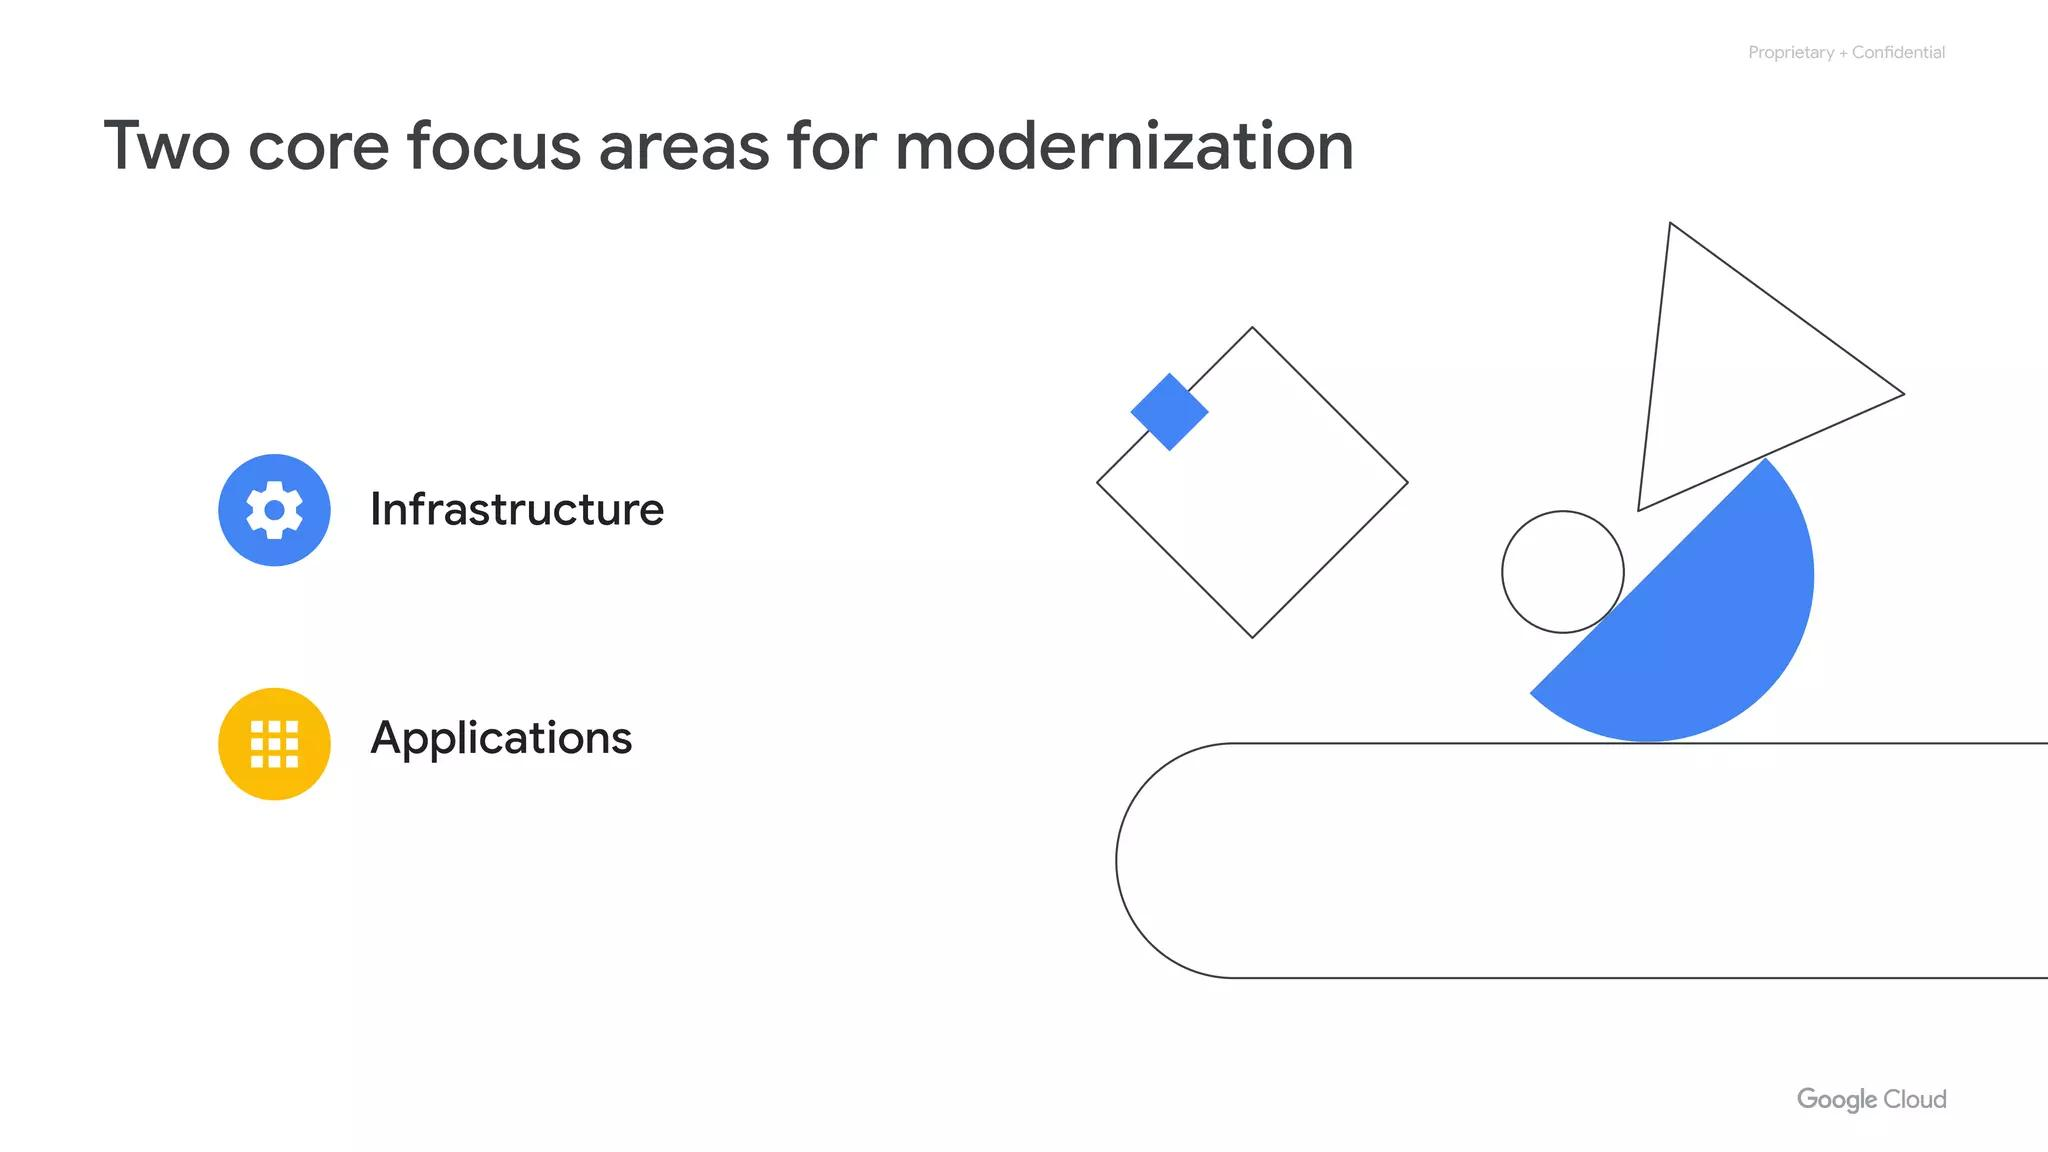 Proprietary + Confidential
Two core focus areas for modernization
Infrastructure
Applications
Google Cloud